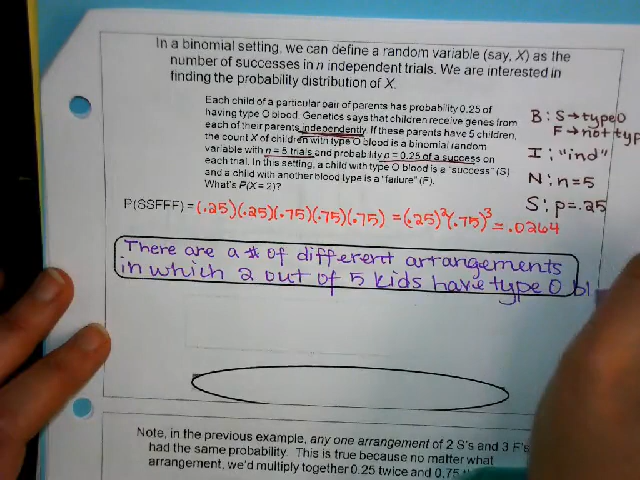 In a binomial setting, we can define a random variable (say, X) as the
number of successes in n independent trials. We are interested in
finding the probability distribution of X.
Each child of a particular pair of parents has probability 0.25 of
having type O blood. Genetics says that children receive genes from
each of their parents independently. If these parents have 5 children,
the count X of children with type O blood is a binomial random
variable with n = 5 trials and probability n = 0.25 of a success on
each trial. In this setting, a child with type O blood is a "success" (S)
and a child with another blood type is a "failure" (F).
What's P(X = 2)?
B: S→typeO
F→not typ
I: "ind"
N: n=5
S: p=.25
P(SSFFF) = (.25)(.25)(.75)(.75)(.75) = (.25)²(.75)³ = .0264
There are a # of different arrangements
in which 2 out of 5 kids have type O bl
Note, in the previous example, any one arrangement of 2 S's and 3 F's
had the same probability. This is true because no matter what
arrangement, we'd multiply together 0.25 twice and 0.75